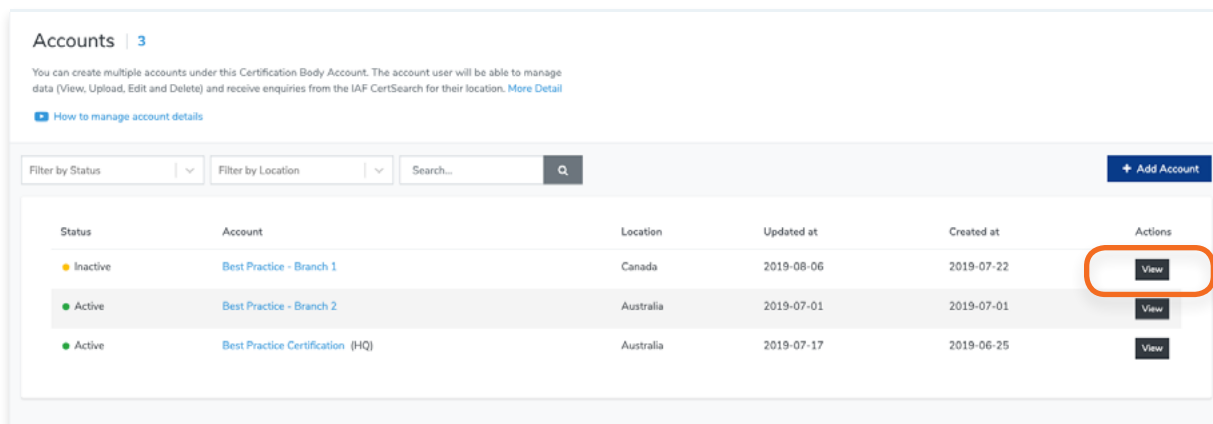 Accounts | 3
You can create multiple accounts under this Certification Body Account. The account user will be able to manage
data (View, Upload, Edit and Delete) and receive enquiries from the IAF CertSearch for their location. More Detail
How to manage account details
Filter by Status Filter by Location Search... + Add Account
Status Account Location Updated at Created at Actions
Inactive Best Practice - Branch 1 Canada 2019-08-06 2019-07-22 View
Active Best Practice - Branch 2 Australia 2019-07-01 2019-07-01 View
Active Best Practice Certification (HQ) Australia 2019-07-17 2019-06-25 View